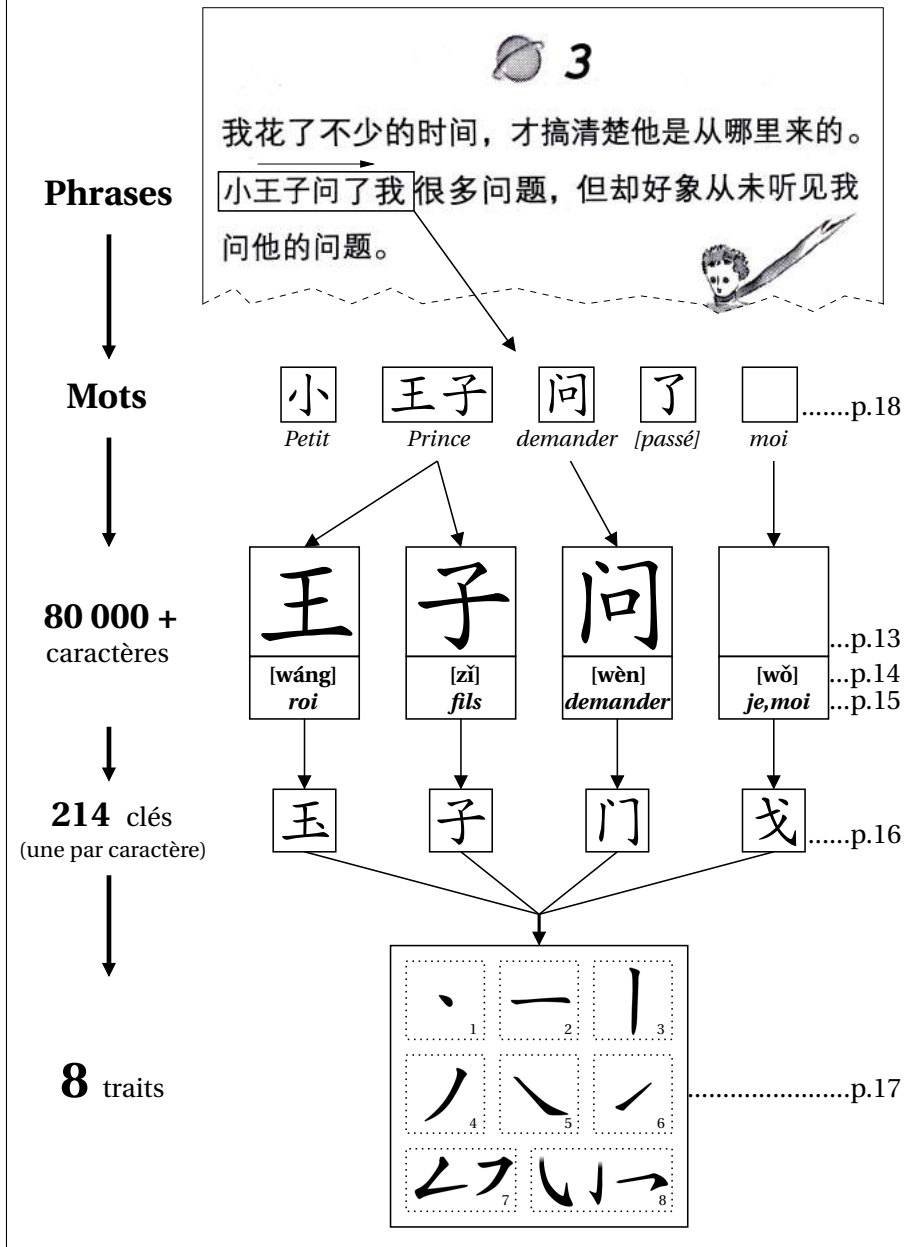 3
我花了不少的时间，才搞清楚他是从哪里来的。
小王子问了我很多问题，但却好象从未听见我
问他的问题。
Phrases
Mots
小 王子 问 了 .......p.18
Petit Prince demander [passé] moi
80 000 +
caractères
王 子 问 ...p.13
[wáng] [zǐ] [wèn] [wǒ] ...p.14
roi fils demander je,moi ...p.15
214 clés
(une par caractère)
玉 子 门 戈 ......p.16
1 2 3
4 5 6
7 8
8 traits ......................p.17